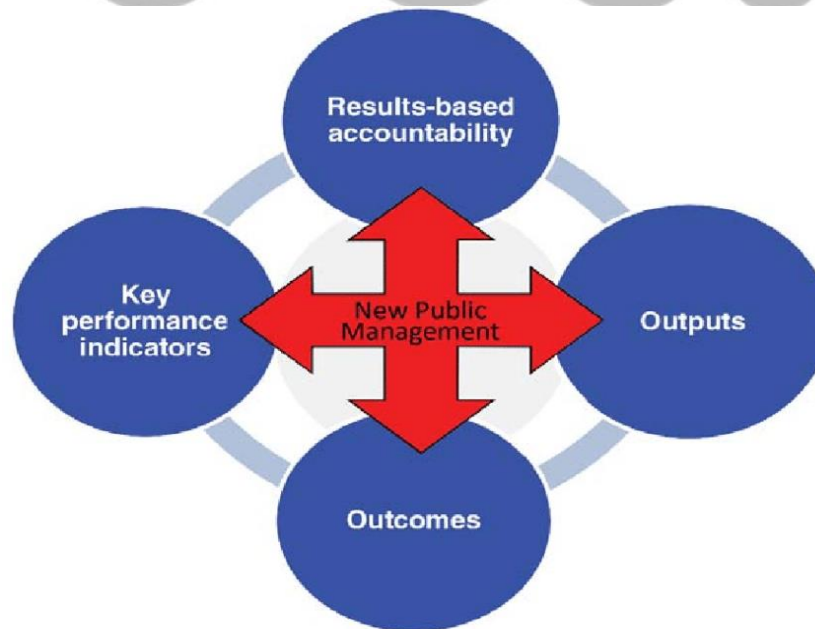 Results-based
accountability
Key
performance
indicators
New Public
Management
Outputs
Outcomes